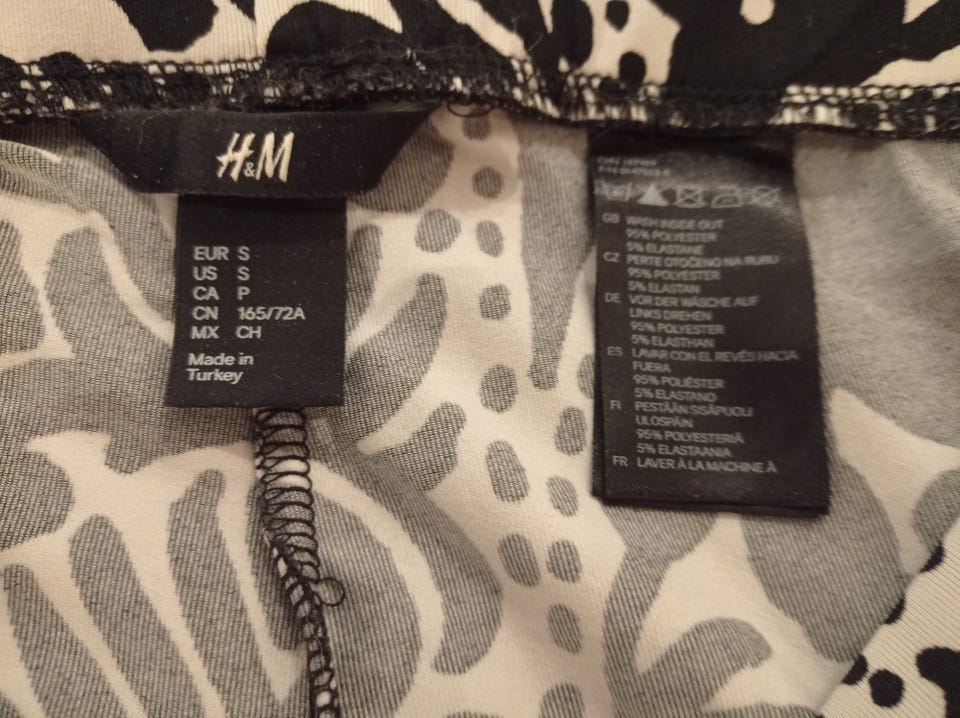 H&M
EUR S
US S
CA P
CN 165/72A
MX CH
Made in
Turkey
GB WASH INSIDE OUT
95% POLYESTER
5% ELASTANE
CZ PERTE OTOČENO NA RUBU
95% POLYESTER
5% ELASTAN
DE VOR DER WÄSCHE AUF
LINKS DREHEN
95% POLYESTER
5% ELASTHAN
ES LAVAR CON EL REVÉS HACIA
FUERA
95% POLIÉSTER
5% ELASTANO
FI PESTÄÄN SISÄPUOLI
ULOSPÄIN
95% POLYESTERIÄ
5% ELASTAANIA
FR LAVER À LA MACHINE À